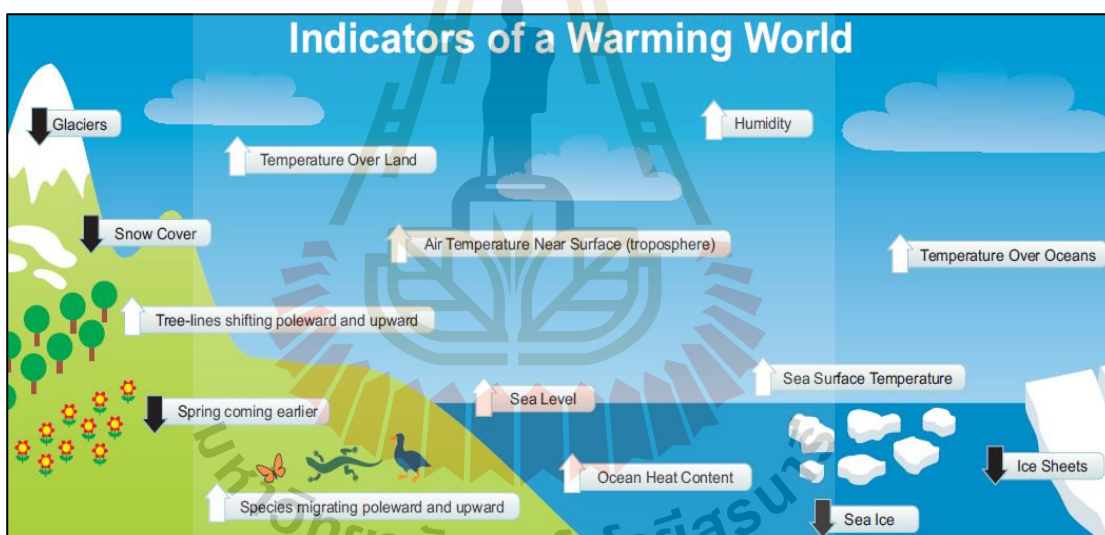 Indicators of a Warming World
Glaciers
Humidity
Temperature Over Land
Snow Cover
Air Temperature Near Surface (troposphere)
Temperature Over Oceans
Tree-lines shifting poleward and upward
Sea Surface Temperature
Spring coming earlier
Sea Level
Ice Sheets
Ocean Heat Content
Species migrating poleward and upward
Sea Ice